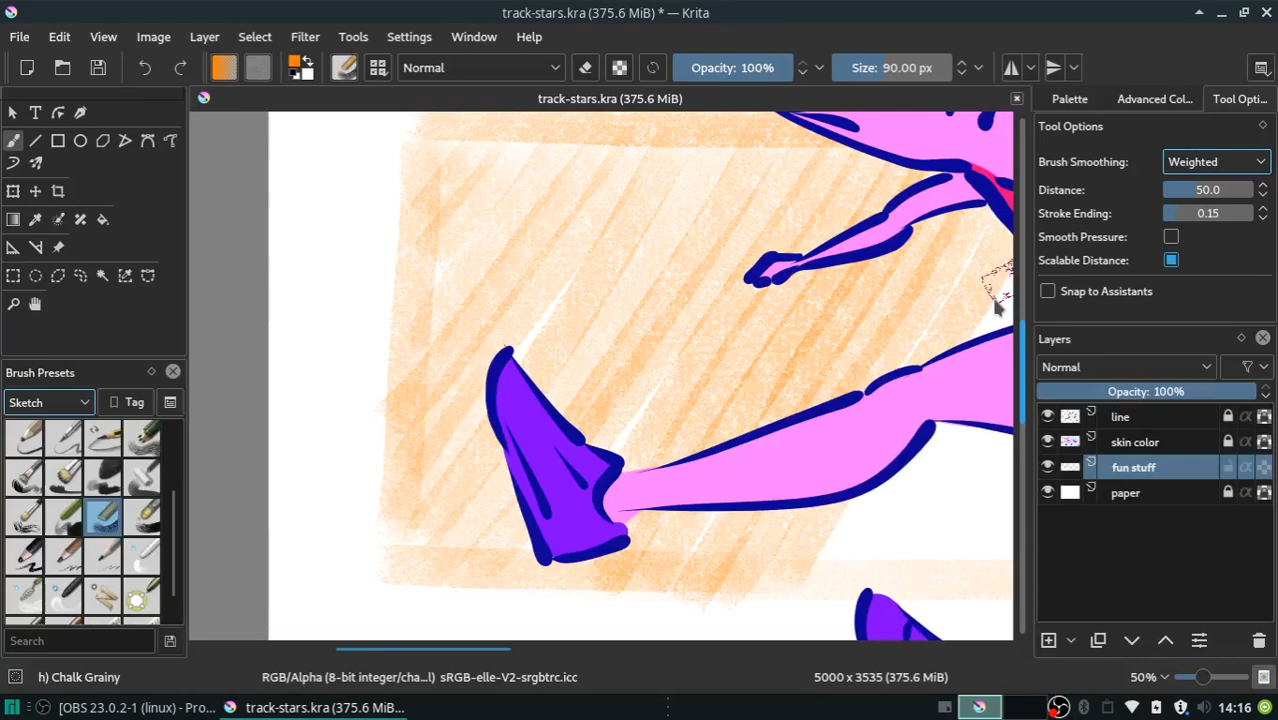 track-stars.kra (375.6 MiB) * — Krita
File Edit View Image Layer Select Filter Tools Settings Window Help
Normal Opacity: 100% Size: 90.00 px
track-stars.kra (375.6 MiB)
Palette Advanced Col... Tool Opti...
Tool Options
Brush Smoothing: Weighted
Distance: 50.0
Stroke Ending: 0.15
Smooth Pressure:
Scalable Distance:
Snap to Assistants
Brush Presets
Sketch Tag
Search
Layers
Normal
Opacity: 100%
line
skin color
fun stuff
paper
h) Chalk Grainy RGB/Alpha (8-bit integer/cha...l) sRGB-elle-V2-srgbtrc.icc 5000 x 3535 (375.6 MiB) 50%
[OBS 23.0.2-1 (linux) - Pro... track-stars.kra (375.6 MiB... 14:16